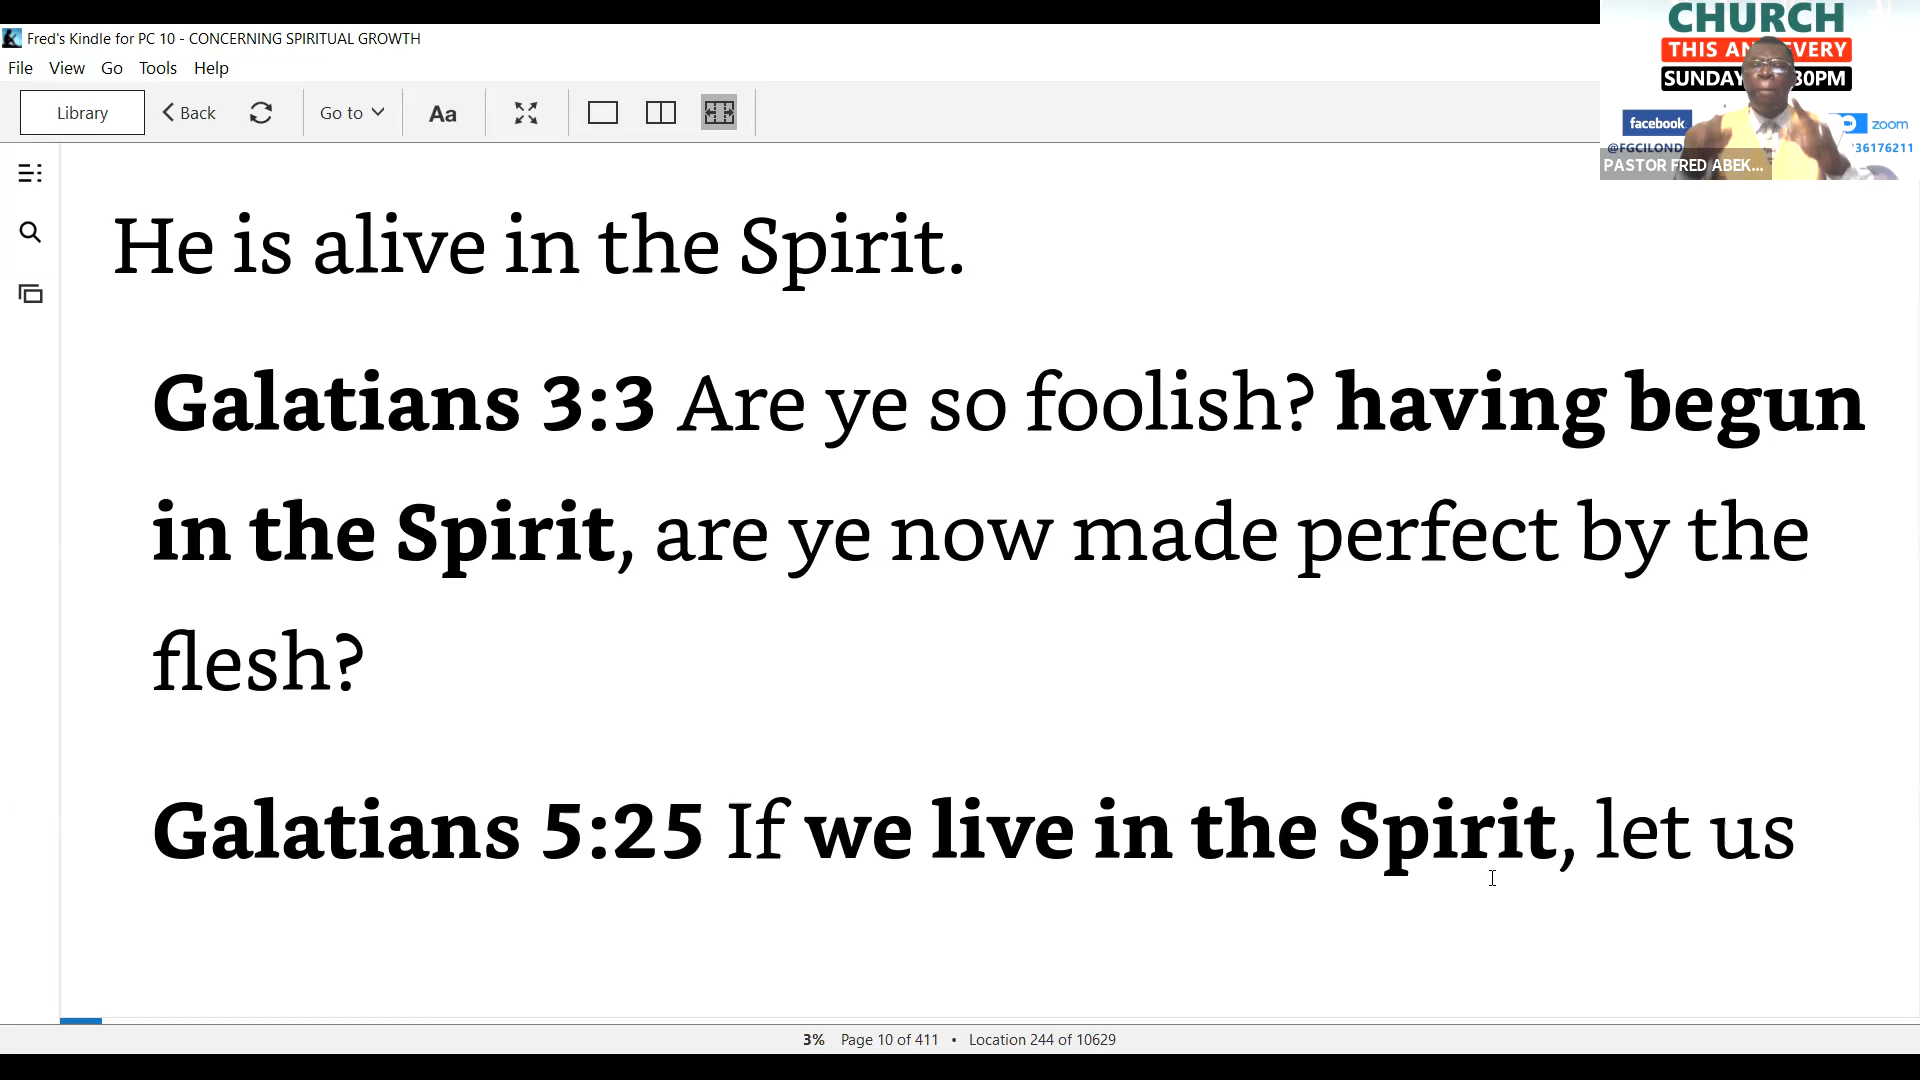 Fred's Kindle for PC 10 - CONCERNING SPIRITUAL GROWTH
File View Go Tools Help
Library Back Go to Aa
CHURCH
THIS AN EVERY
SUNDAY 30PM
facebook zoom
@FGCILOND 36176211
PASTOR FRED ABEK...
He is alive in the Spirit.
Galatians 3:3 Are ye so foolish? having begun
in the Spirit, are ye now made perfect by the
flesh?
Galatians 5:25 If we live in the Spirit, let us
3% Page 10 of 411 • Location 244 of 10629